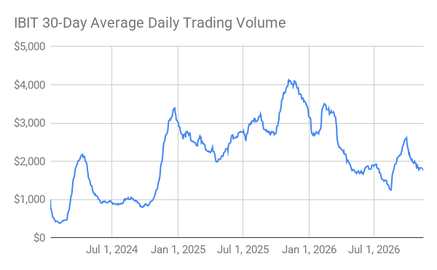 IBIT 30-Day Average Daily Trading Volume
$5,000
$4,000
$3,000
$2,000
$1,000
$0
Jul 1, 2024
Jan 1, 2025
Jul 1, 2025
Jan 1, 2026
Jul 1, 2026